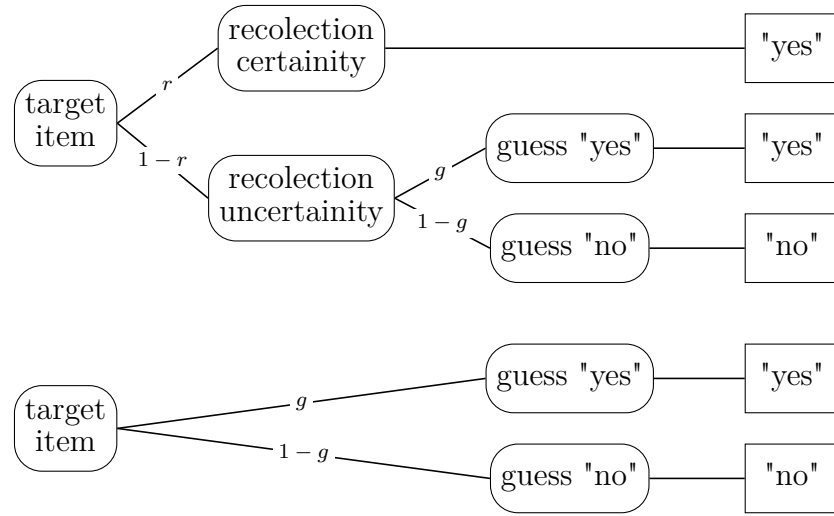 recolection
certainity
"yes"
r
target
item
1 − r
recolection
uncertainity
g
guess "yes"
"yes"
1 − g
guess "no"
"no"
target
item
g
guess "yes"
"yes"
1 − g
guess "no"
"no"